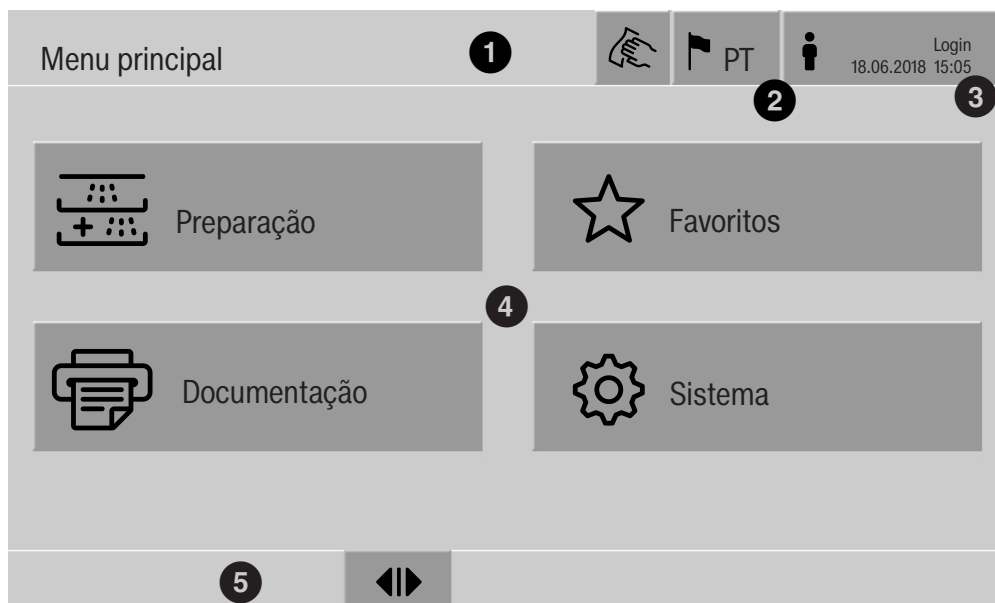 Menu principal
1
PT
Login
18.06.2018 15:05
2
3
Preparação
Favoritos
4
Documentação
Sistema
5